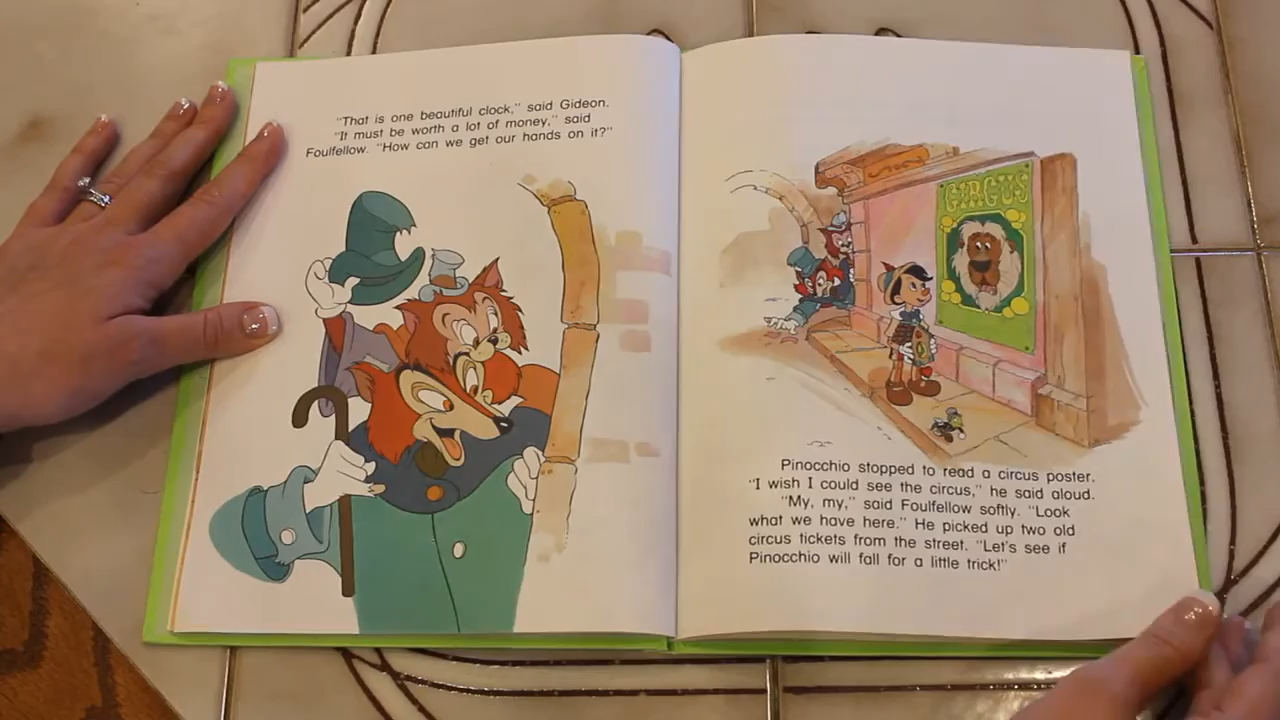 "That is one beautiful clock," said Gideon.
"It must be worth a lot of money," said
Foulfellow. "How can we get our hands on it?"
CIRCUS
Pinocchio stopped to read a circus poster.
"I wish I could see the circus," he said aloud.
"My, my," said Foulfellow softly. "Look
what we have here." He picked up two old
circus tickets from the street. "Let's see if
Pinocchio will fall for a little trick!"